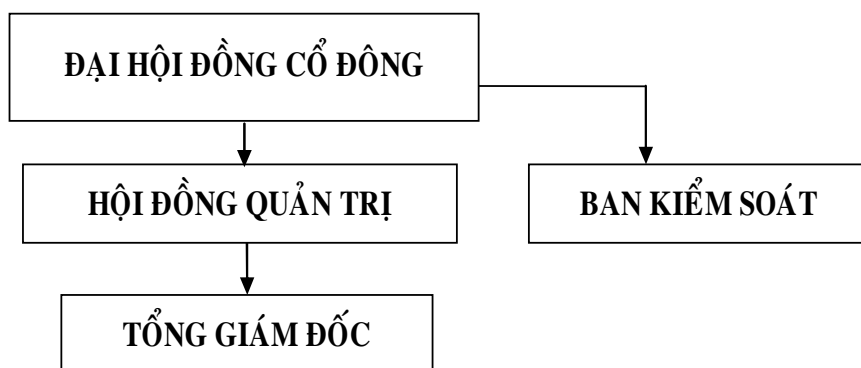 ĐẠI HỘI ĐỒNG CỔ ĐÔNG
HỘI ĐỒNG QUẢN TRỊ
BAN KIỂM SOÁT
TỔNG GIÁM ĐỐC